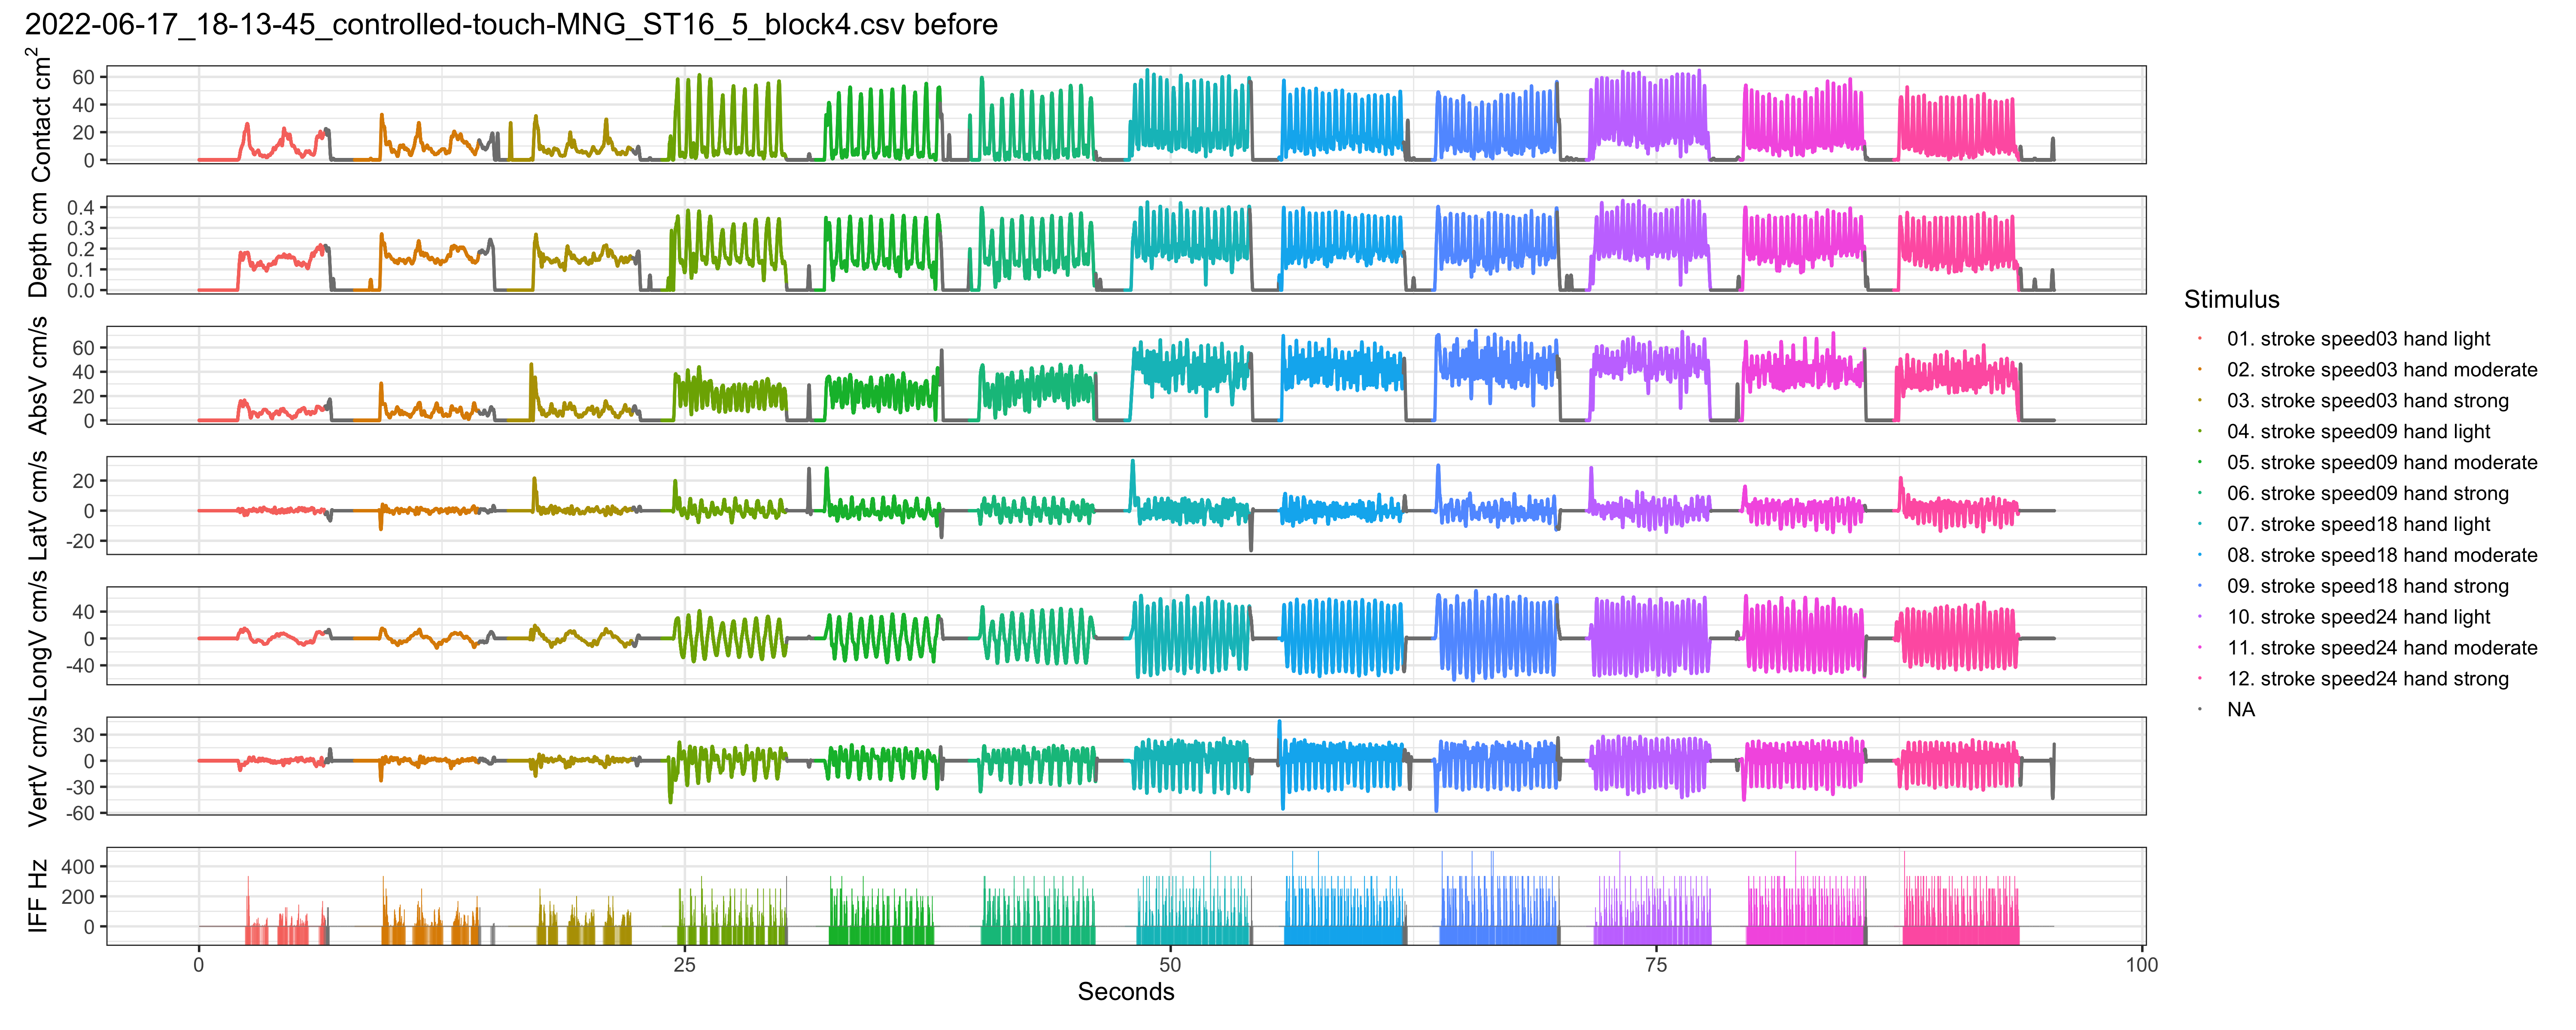 2022-06-17_18-13-45_controlled-touch-MNG_ST16_5_block4.csv before
Contact cm²
60
40
20
0
Depth cm
0.4
0.3
0.2
0.1
0.0
AbsV cm/s
60
40
20
0
LatV cm/s
20
0
-20
LongV cm/s
40
0
-40
VertV cm/s
30
0
-30
-60
IFF Hz
400
200
0
0 25 50 75 100
Seconds
Stimulus
01. stroke speed03 hand light
02. stroke speed03 hand moderate
03. stroke speed03 hand strong
04. stroke speed09 hand light
05. stroke speed09 hand moderate
06. stroke speed09 hand strong
07. stroke speed18 hand light
08. stroke speed18 hand moderate
09. stroke speed18 hand strong
10. stroke speed24 hand light
11. stroke speed24 hand moderate
12. stroke speed24 hand strong
NA